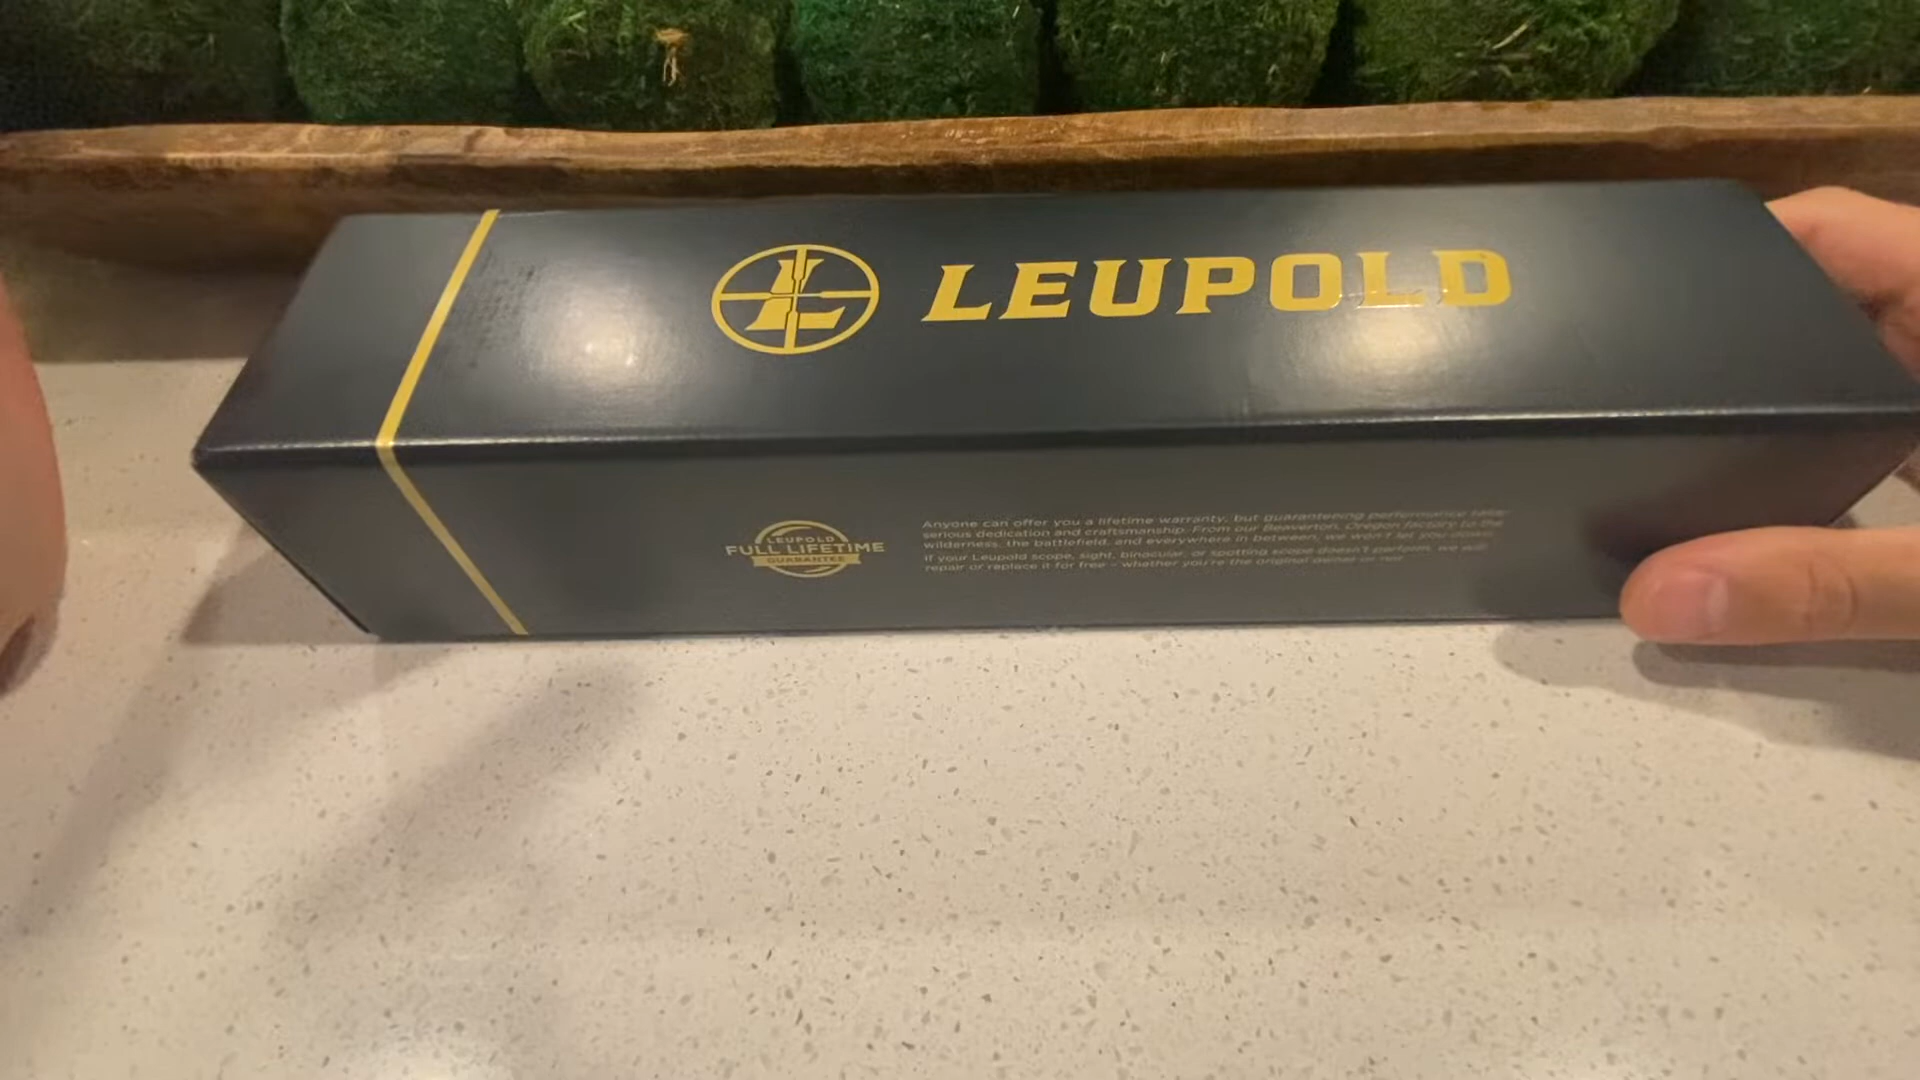 LEUPOLD
LEUPOLD
FULL LIFETIME
GUARANTEE
Anyone can offer you a lifetime warranty, but guaranteeing performance takes
serious dedication and craftsmanship. From our Beaverton, Oregon factory to the
wilderness, the battlefield, and everywhere in between, we won't let you down.
If your Leupold scope, sight, binocular, or spotting scope doesn't perform, we will
repair or replace it for free – whether you're the original owner or not.